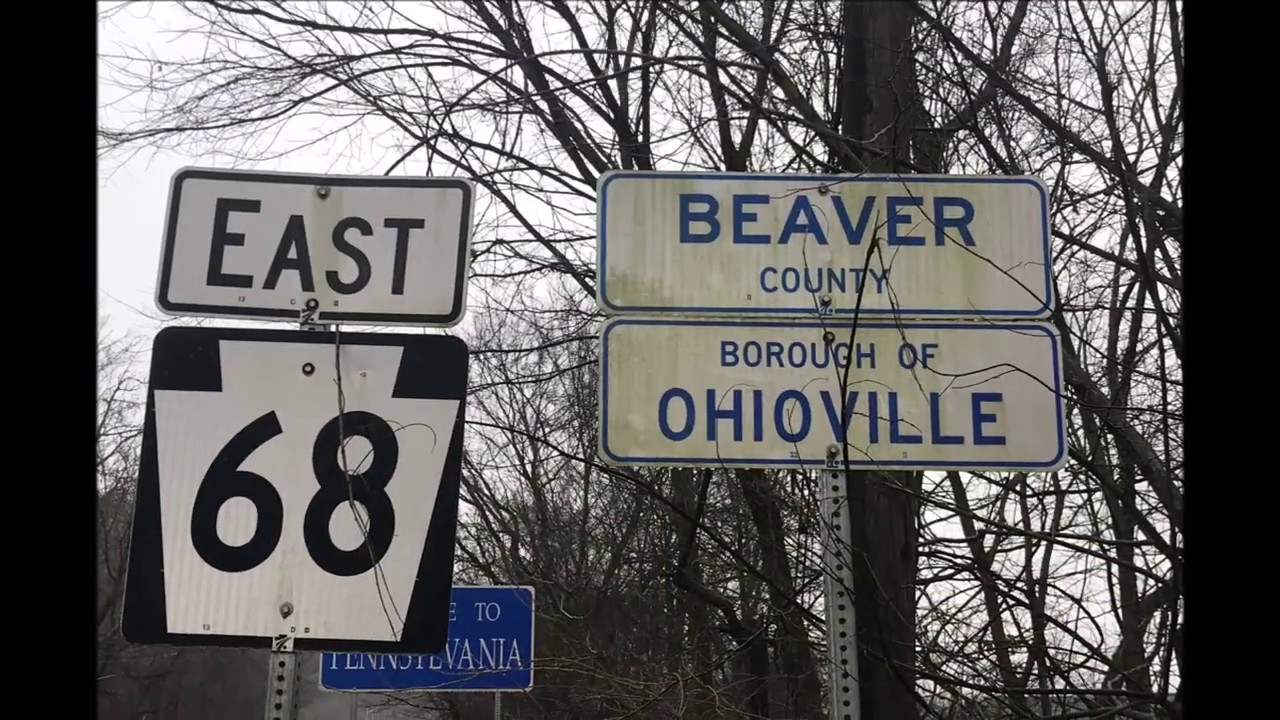 EAST
68
BEAVER
COUNTY
BOROUGH OF
OHIOVILLE
E TO
PENNSYLVANIA